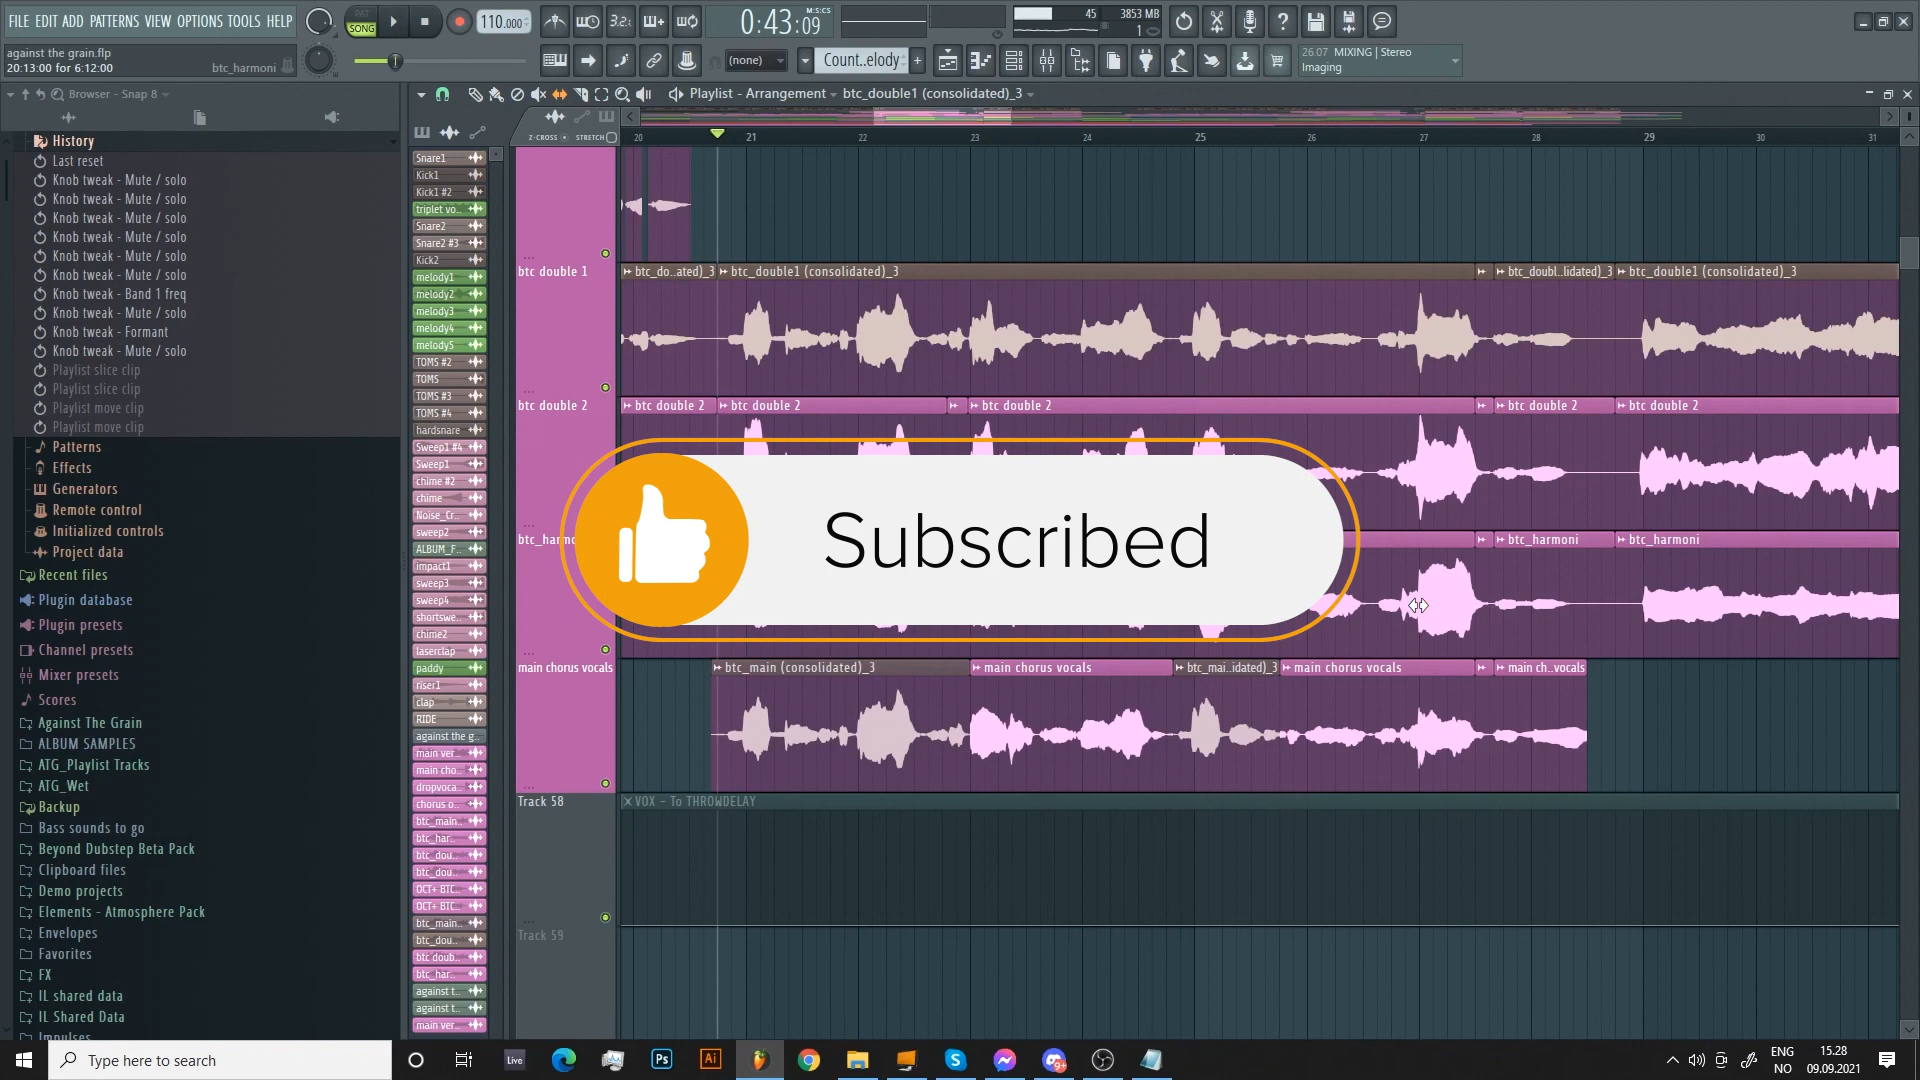 FILE EDIT ADD PATTERNS VIEW OPTIONS TOOLS HELP
PAT
SONG
110.000
3.2.
0:43:09
M:S:CS
45
3853 MB
1
against the grain.flp
20:13:00 for 6:12:00
btc_harmoni
(none)
Count..elody
26.07 MIXING | Stereo
Imaging
Browser - Snap 8
Playlist - Arrangement
btc_double1 (consolidated)_3
Z-CROSS
STRETCH
20
21
22
23
24
25
26
27
28
29
30
31
History
Last reset
Knob tweak - Mute / solo
Knob tweak - Mute / solo
Knob tweak - Mute / solo
Knob tweak - Mute / solo
Knob tweak - Mute / solo
Knob tweak - Mute / solo
Knob tweak - Band 1 freq
Knob tweak - Mute / solo
Knob tweak - Formant
Knob tweak - Mute / solo
Playlist slice clip
Playlist slice clip
Playlist move clip
Playlist move clip
Patterns
Effects
Generators
Remote control
Initialized controls
Project data
Recent files
Plugin database
Plugin presets
Channel presets
Mixer presets
Scores
Against The Grain
ALBUM SAMPLES
ATG_Playlist Tracks
ATG_Wet
Backup
Bass sounds to go
Beyond Dubstep Beta Pack
Clipboard files
Demo projects
Elements - Atmosphere Pack
Envelopes
Favorites
FX
IL shared data
IL Shared Data
Impulses
Snare1
Kick1
Kick1 #2
triplet vo..
Snare2
Snare2 #3
Kick2
melody1
melody2
melody3
melody4
melody5
TOMS #2
TOMS
TOMS #3
TOMS #4
hardsnare
Sweep1 #4
Sweep1
chime #2
chime
Noise_Cr..
sweep2
ALBUM_F..
impact1
sweep3
sweep4
shortswe..
chime2
laserclap
paddy
riser1
clap
RIDE
against the g..
main ver..
main cho..
dropvoca..
chorus o..
btc_main..
btc_har..
btc_dou..
btc_dou..
OCT+ BTC..
OCT+ BTC..
btc_main..
btc_dou..
btc doub..
btc_har..
against t..
against t..
main ver..
btc double 1
btc_do..ated)_3
btc_double1 (consolidated)_3
btc_doubl..lidated)_3
btc_double1 (consolidated)_3
btc double 2
btc double 2
btc double 2
btc double 2
btc double 2
btc double 2
Subscribed
btc_harmo
btc_harmoni
btc_harmoni
main chorus vocals
btc_main (consolidated)_3
main chorus vocals
btc_mai..idated)_3
main chorus vocals
main ch..vocals
Track 58
VOX - To THROWDELAY
Track 59
Type here to search
Live
Ps
Ai
9+
ENG
NO
15.28
09.09.2021